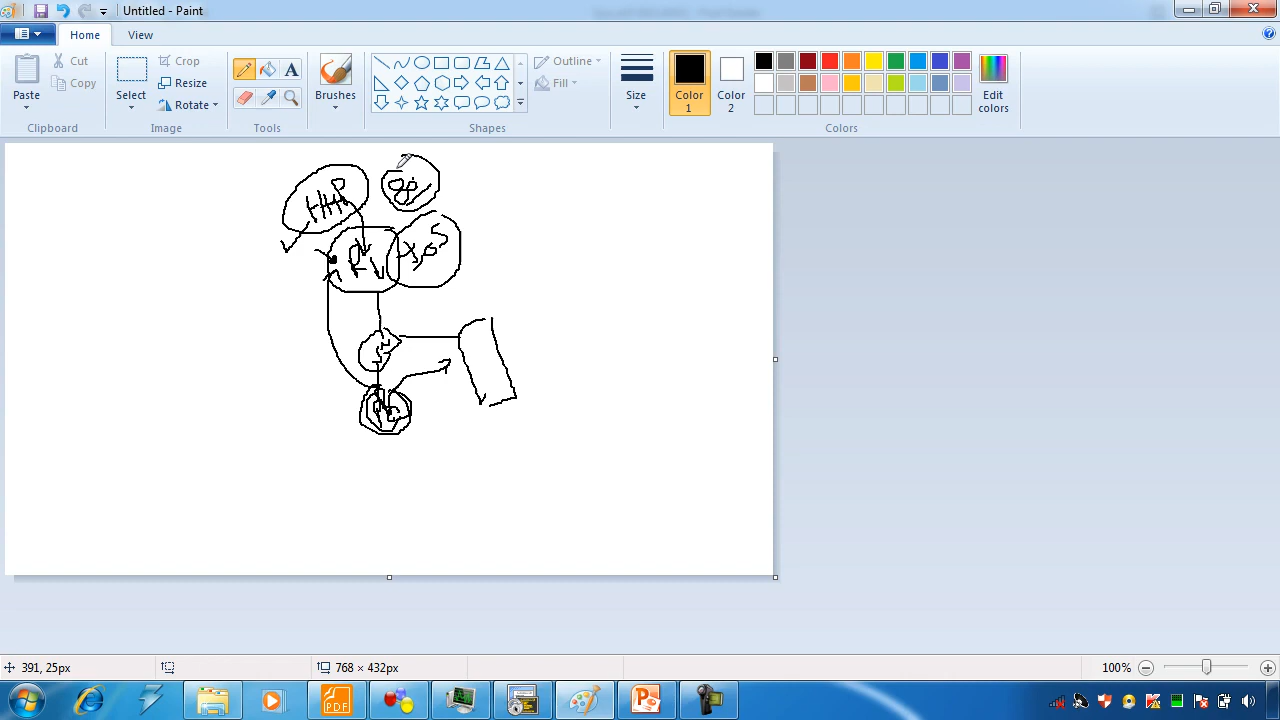 Untitled - Paint
Home
View
Paste
Cut
Copy
Clipboard
Select
Crop
Resize
Rotate
Image
A
Tools
Brushes
Shapes
Outline
Fill
Size
Color 1
Color 2
Edit colors
Colors
391, 25px
768 × 432px
100%
PDF